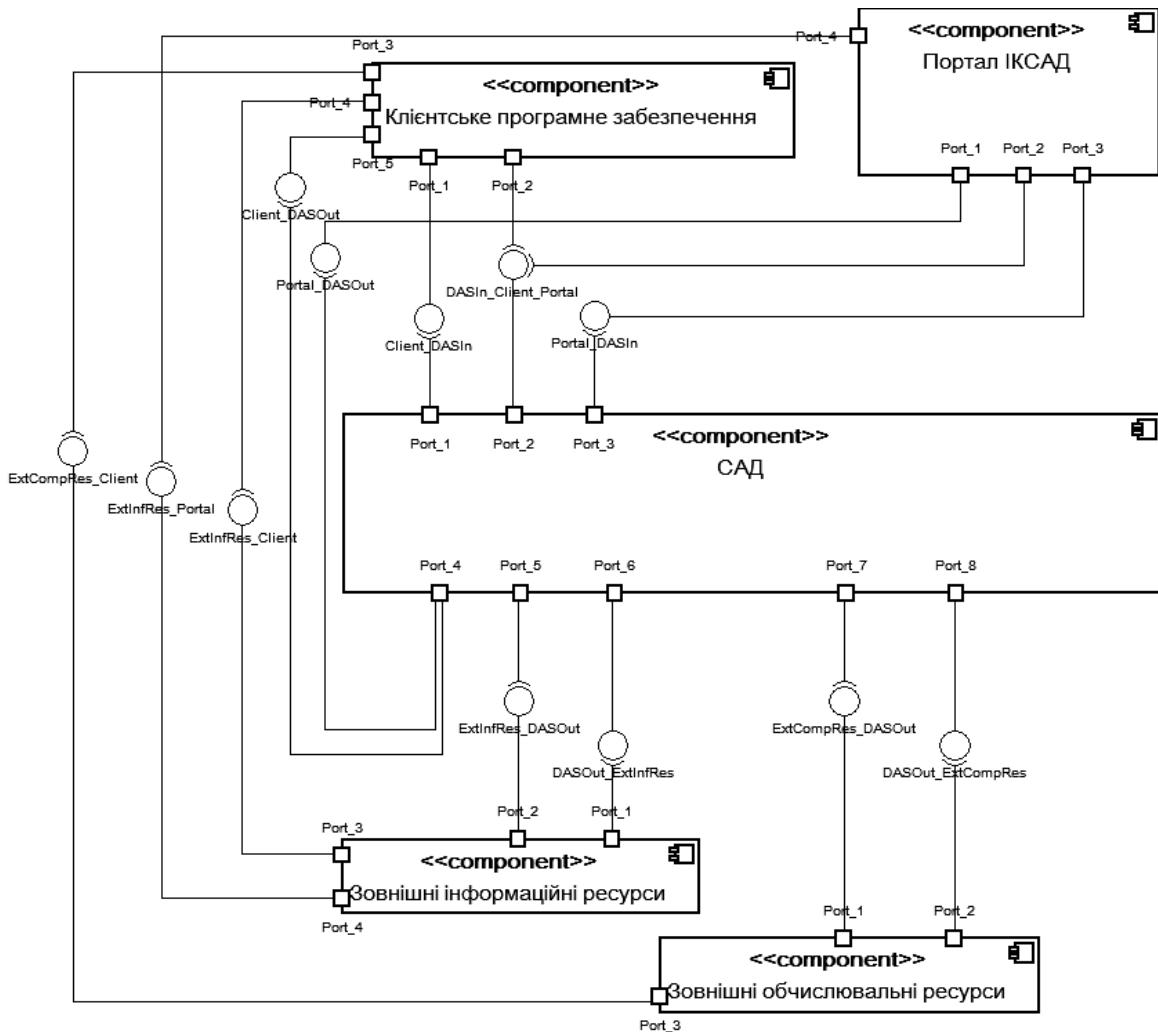 Port_4
<<component>>
Портал ІКСАД
Port_3
<<component>>
Port_4
Клієнтське програмне забезпечення
Port_5
Port_1
Port_2
Port_1
Port_2
Port_3
Client_DASOut
Portal_DASOut
DASIn_Client_Portal
Client_DASIn
Portal_DASIn
Port_1
Port_2
Port_3
<<component>>
САД
ExtCompRes_Client
ExtInfRes_Portal
ExtInfRes_Client
Port_4
Port_5
Port_6
Port_7
Port_8
ExtInfRes_DASOut
ExtCompRes_DASOut
DASOut_ExtInfRes
DASOut_ExtCompRes
Port_2
Port_1
Port_3
<<component>>
Зовнішні інформаційні ресурси
Port_4
Port_1
Port_2
<<component>>
Зовнішні обчислювальні ресурси
Port_3